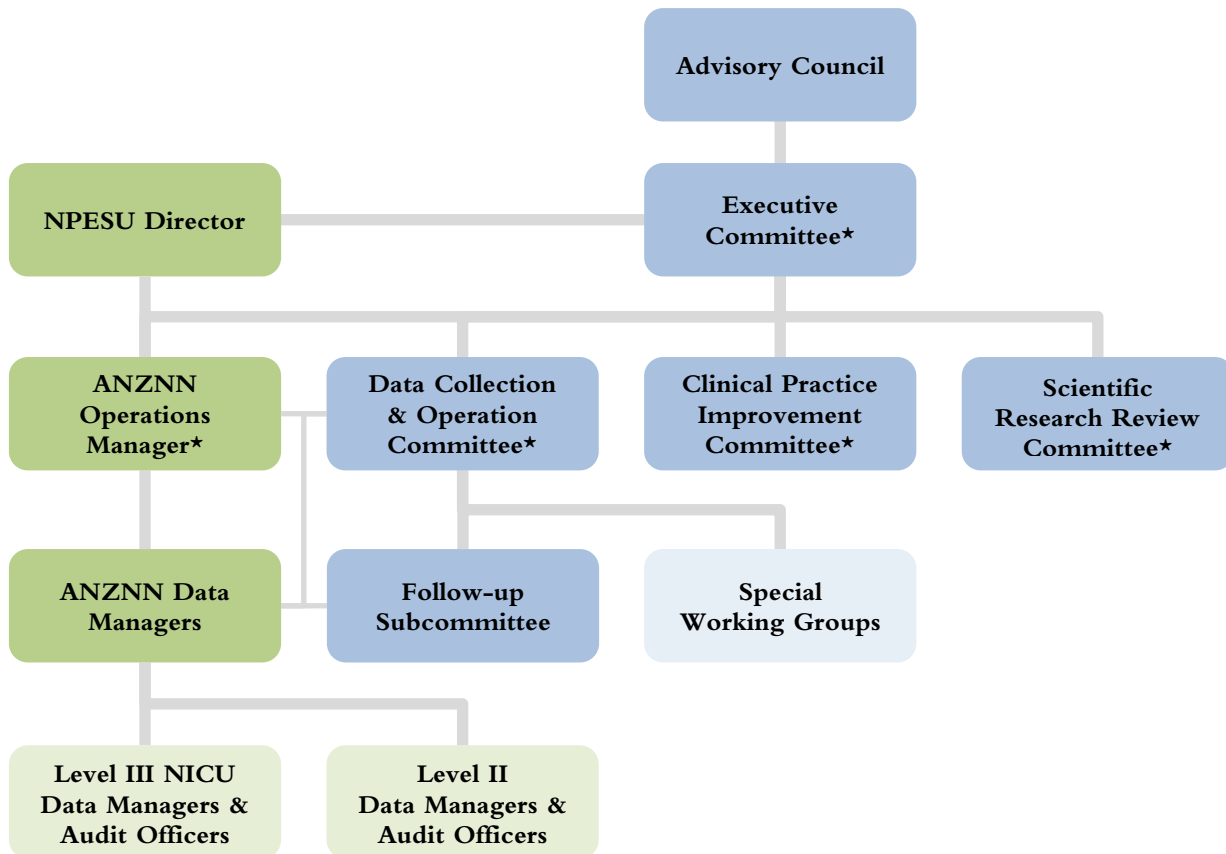 Advisory Council
NPESU Director
Executive
Committee★
ANZNN
Operations
Manager★
Data Collection
& Operation
Committee★
Clinical Practice
Improvement
Committee★
Scientific
Research Review
Committee★
ANZNN Data
Managers
Follow-up
Subcommittee
Special
Working Groups
Level III NICU
Data Managers &
Audit Officers
Level II
Data Managers &
Audit Officers